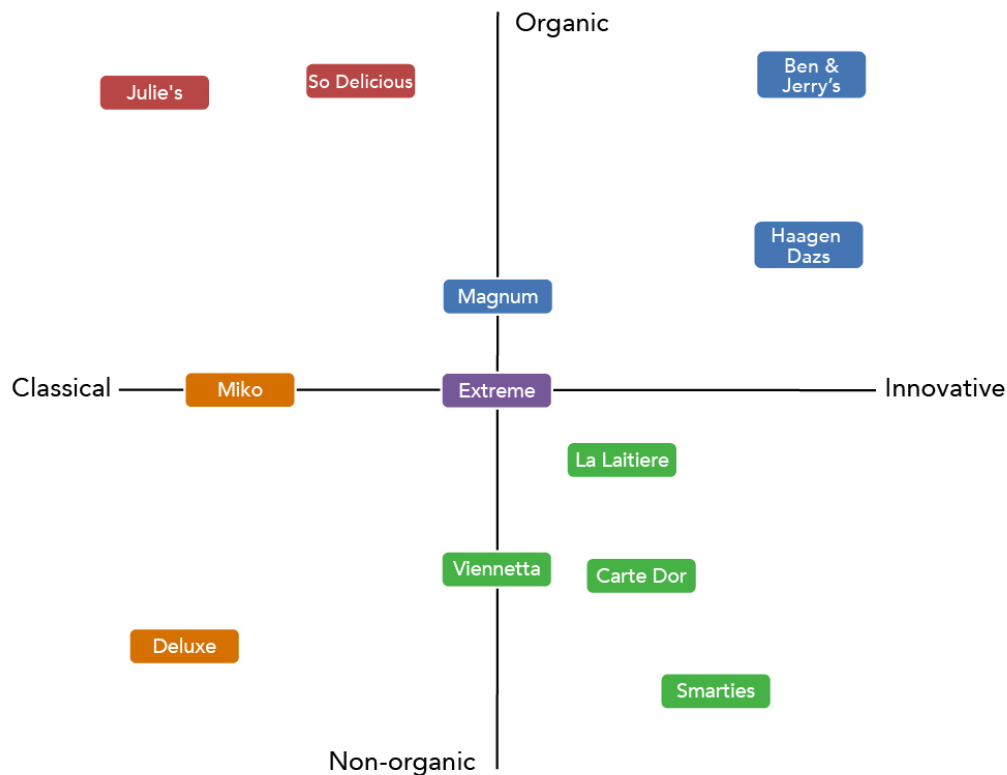 Organic
Ben &
Jerry’s
So Delicious
Julie's
Haagen
Dazs
Magnum
Classical
Miko
Extreme
Innovative
La Laitiere
Viennetta
Carte Dor
Deluxe
Smarties
Non-organic